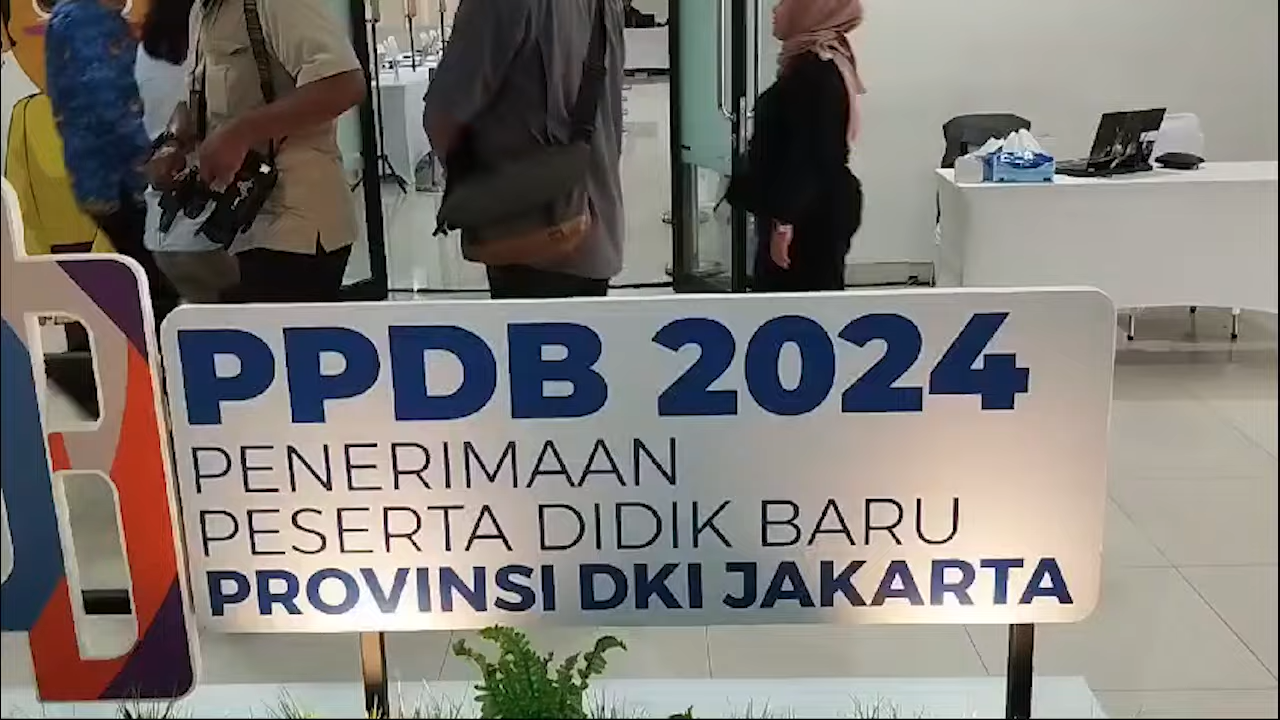 PPDB 2024
PENERIMAAN
PESERTA DIDIK BARU
PROVINSI DKI JAKARTA